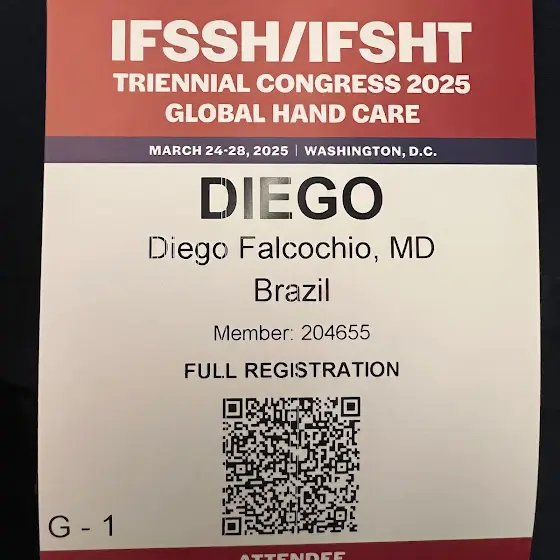 IFSSH/IFSHT
TRIENNIAL CONGRESS 2025
GLOBAL HAND CARE
MARCH 24-28, 2025 | WASHINGTON, D.C.
DIEGO
Diego Falcochio, MD
Brazil
Member: 204655
FULL REGISTRATION
G - 1
ATTENDEE